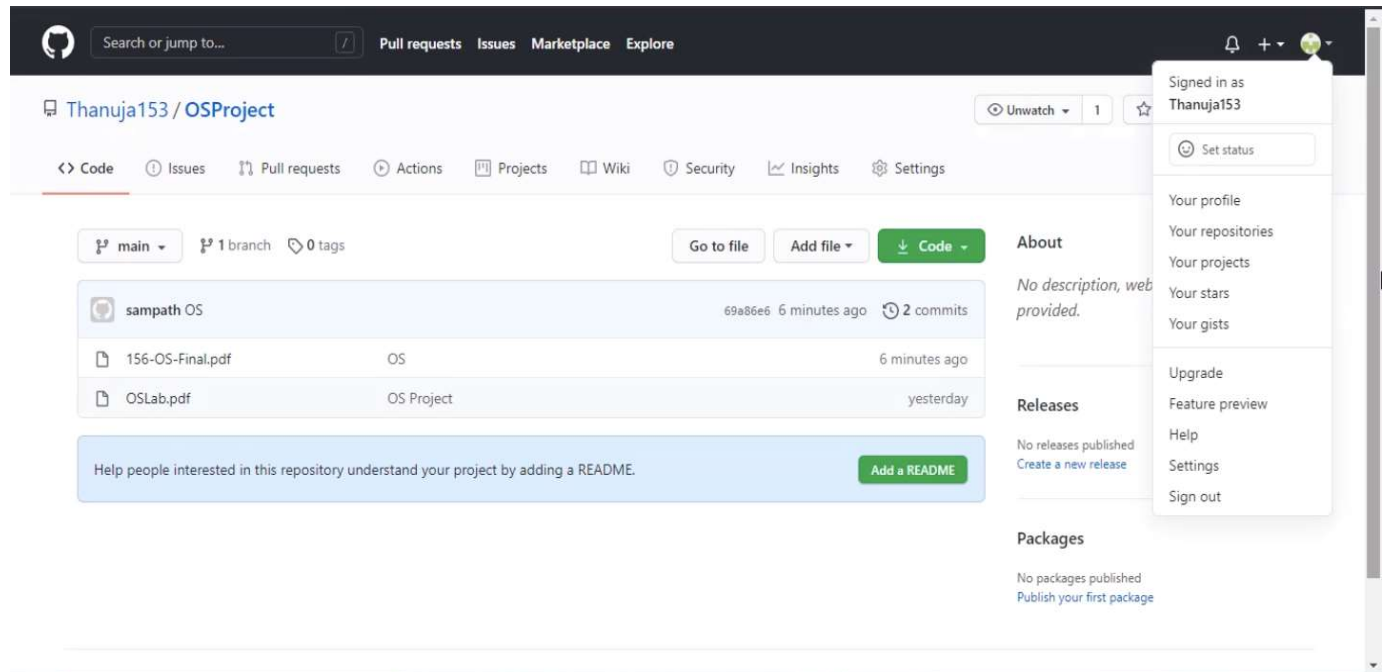 Search or jump to... / Pull requests Issues Marketplace Explore
Signed in as
Thanuja153
Thanuja153 / OSProject
Unwatch 1
Set status
Code Issues Pull requests Actions Projects Wiki Security Insights Settings
Your profile
Your repositories
Your projects
Your stars
Your gists
Upgrade
Feature preview
Help
Settings
Sign out
main 1 branch 0 tags Go to file Add file Code
sampath OS 69a86e6 6 minutes ago 2 commits
156-OS-Final.pdf OS 6 minutes ago
OSLab.pdf OS Project yesterday
Help people interested in this repository understand your project by adding a README. Add a README
About
No description, web
provided.
Releases
No releases published
Create a new release
Packages
No packages published
Publish your first package